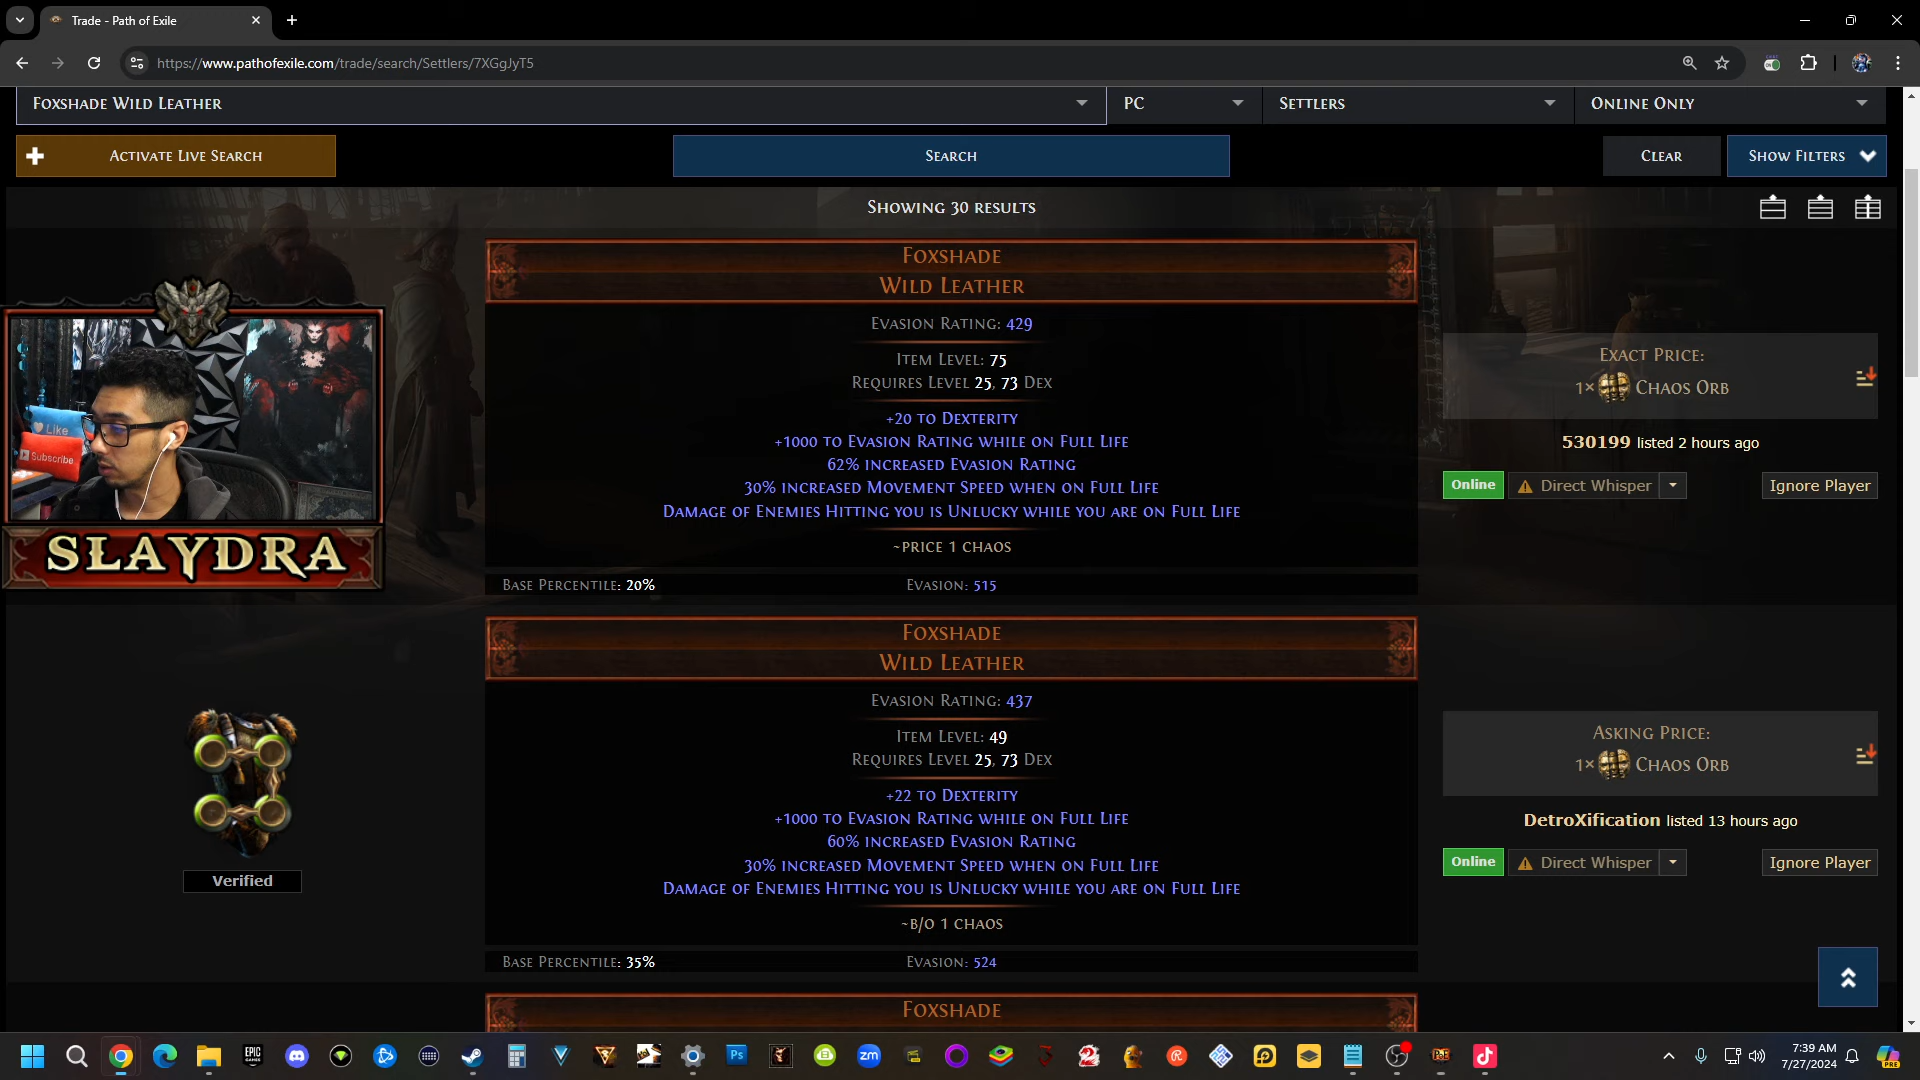 Trade - Path of Exile
https://www.pathofexile.com/trade/search/Settlers/7XGgJyT5
Foxshade Wild Leather
PC
Settlers
Online Only
Activate Live Search
Search
Clear
Show Filters
Showing 30 results
Foxshade
Wild Leather
Evasion Rating: 429
Item Level: 75
Requires Level 25, 73 Dex
+20 to Dexterity
+1000 to Evasion Rating while on Full Life
62% increased Evasion Rating
30% increased Movement Speed when on Full Life
Damage of Enemies Hitting you is Unlucky while you are on Full Life
~price 1 chaos
Base Percentile: 20%
Evasion: 515
Exact Price:
1× Chaos Orb
530199 listed 2 hours ago
Online
Direct Whisper
Ignore Player
Like
Subscribe
SLAYDRA
Foxshade
Wild Leather
Evasion Rating: 437
Item Level: 49
Requires Level 25, 73 Dex
+22 to Dexterity
+1000 to Evasion Rating while on Full Life
60% increased Evasion Rating
30% increased Movement Speed when on Full Life
Damage of Enemies Hitting you is Unlucky while you are on Full Life
~b/o 1 chaos
Base Percentile: 35%
Evasion: 524
Verified
Asking Price:
1× Chaos Orb
DetroXification listed 13 hours ago
Online
Direct Whisper
Ignore Player
Foxshade
EPIC
Ps
zm
7:39 AM
7/27/2024
PRE